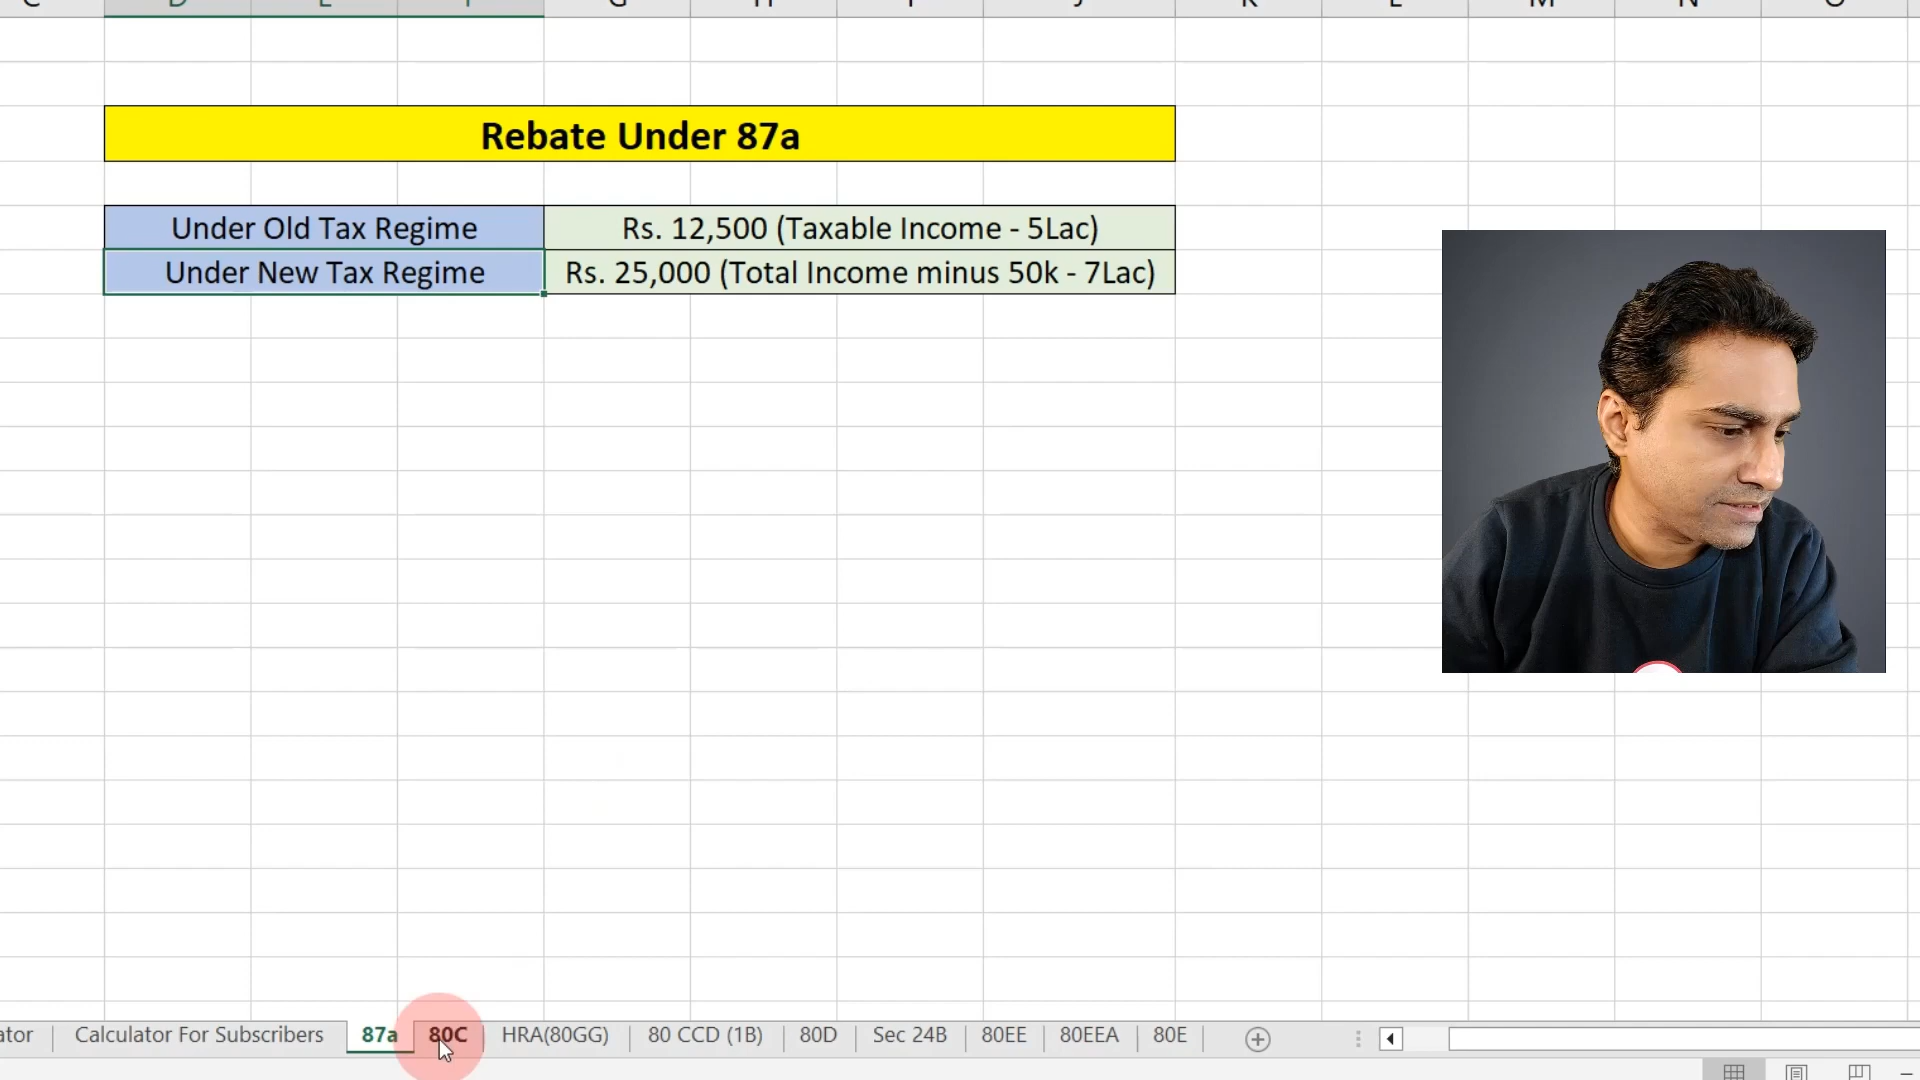 Rebate Under 87a
Under Old Tax Regime Rs. 12,500 (Taxable Income - 5Lac)
Under New Tax Regime Rs. 25,000 (Total Income minus 50k - 7Lac)
ator Calculator For Subscribers 87a 80C HRA(80GG) 80 CCD (1B) 80D Sec 24B 80EE 80EEA 80E